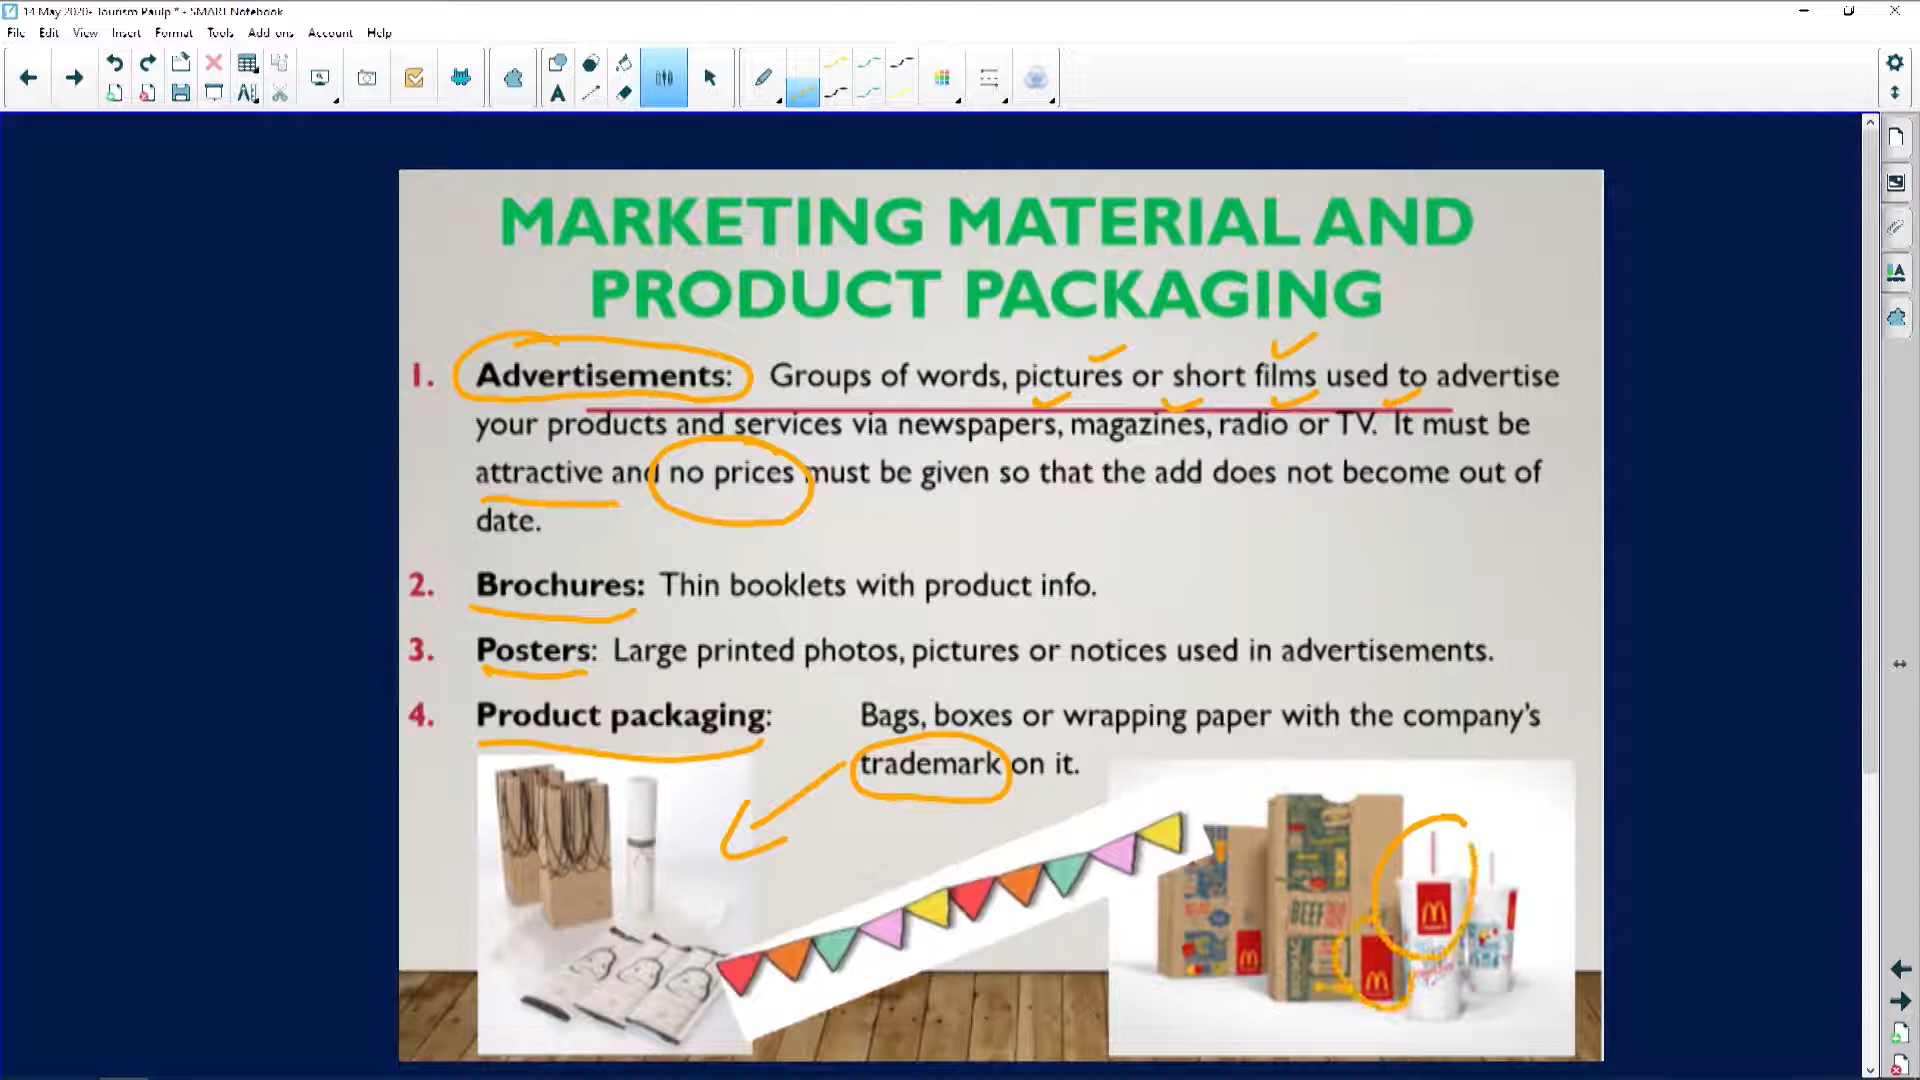 14 May 2020- Tourism Paulp * - SMART Notebook
File Edit View Insert Format Tools Add-ons Account Help
MARKETING MATERIAL AND
PRODUCT PACKAGING
1. Advertisements: Groups of words, pictures or short films used to advertise
your products and services via newspapers, magazines, radio or TV. It must be
attractive and no prices must be given so that the add does not become out of
date.
2. Brochures: Thin booklets with product info.
3. Posters: Large printed photos, pictures or notices used in advertisements.
4. Product packaging: Bags, boxes or wrapping paper with the company's
trademark on it.
BEEF